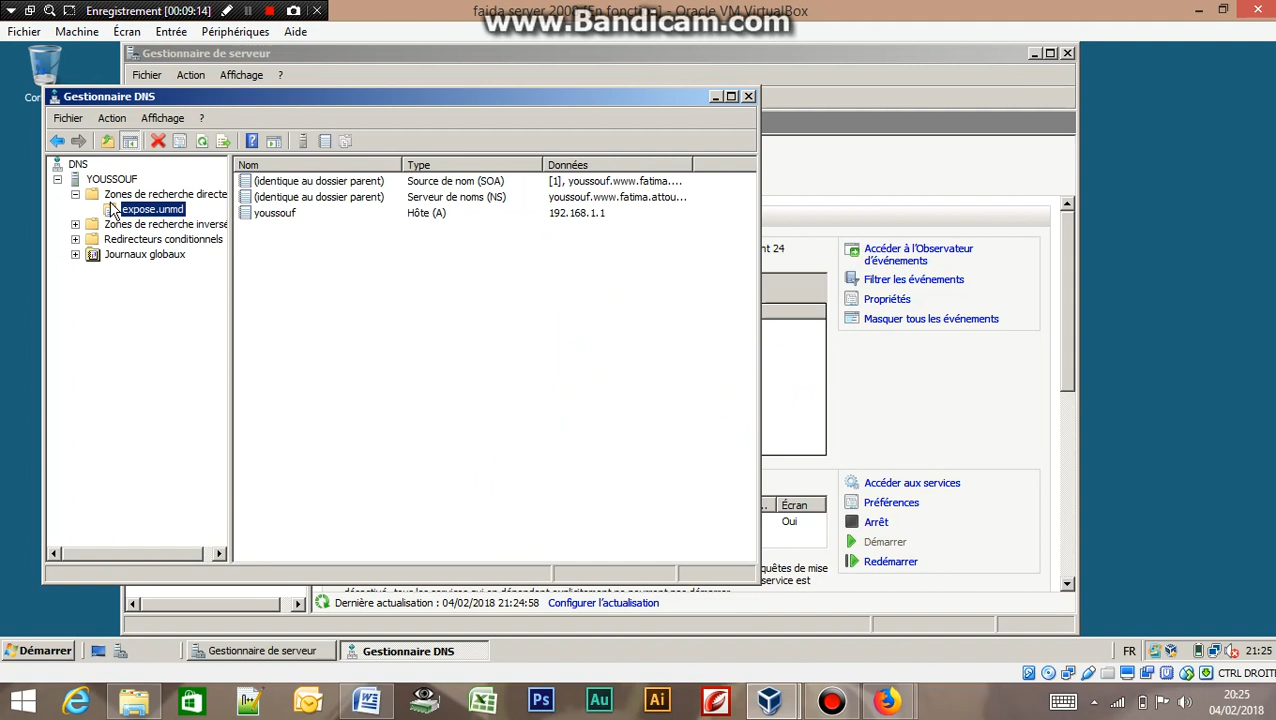 Temps: 00:09:14
faida server 2008 [En fonction] - Oracle VM VirtualBox
www.Bandicam.com
Fichier Machine Écran Entrée Périphériques Aide
Gestionnaire de serveur
Fichier Action Affichage ?
Gestionnaire DNS
Fichier Action Affichage ?
DNS
YOUSSOUF
Zones de recherche directe
expose.unmd
Zones de recherche inversé
Redirecteurs conditionnels
Journaux globaux
Nom Type Données
(identique au dossier parent) Source de nom (SOA) [1], youssouf.www.fatima....
(identique au dossier parent) Serveur de noms (NS) youssouf.www.fatima.attou...
youssouf Hôte (A) 192.168.1.1
nt 24
Accéder à l'Observateur
d'événements
Filtrer les événements
Propriétés
Masquer tous les événements
... Écran
Oui
Accéder aux services
Préférences
Arrêt
Démarrer
Redémarrer
quêtes de mise
service est
Dernière actualisation : 04/02/2018 21:24:58 Configurer l'actualisation
Démarrer Gestionnaire de serveur Gestionnaire DNS FR 21:25
CTRL DROITE
Ps Au Ai
20:25
04/02/2018